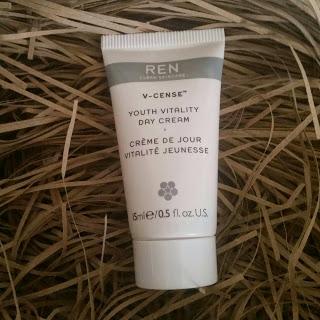 REN
CLEAN SKINCARE
V-CENSE™
YOUTH VITALITY
DAY CREAM
•
CRÈME DE JOUR
VITALITÉ JEUNESSE
15ml ℮/0.5 fl. oz. U.S.